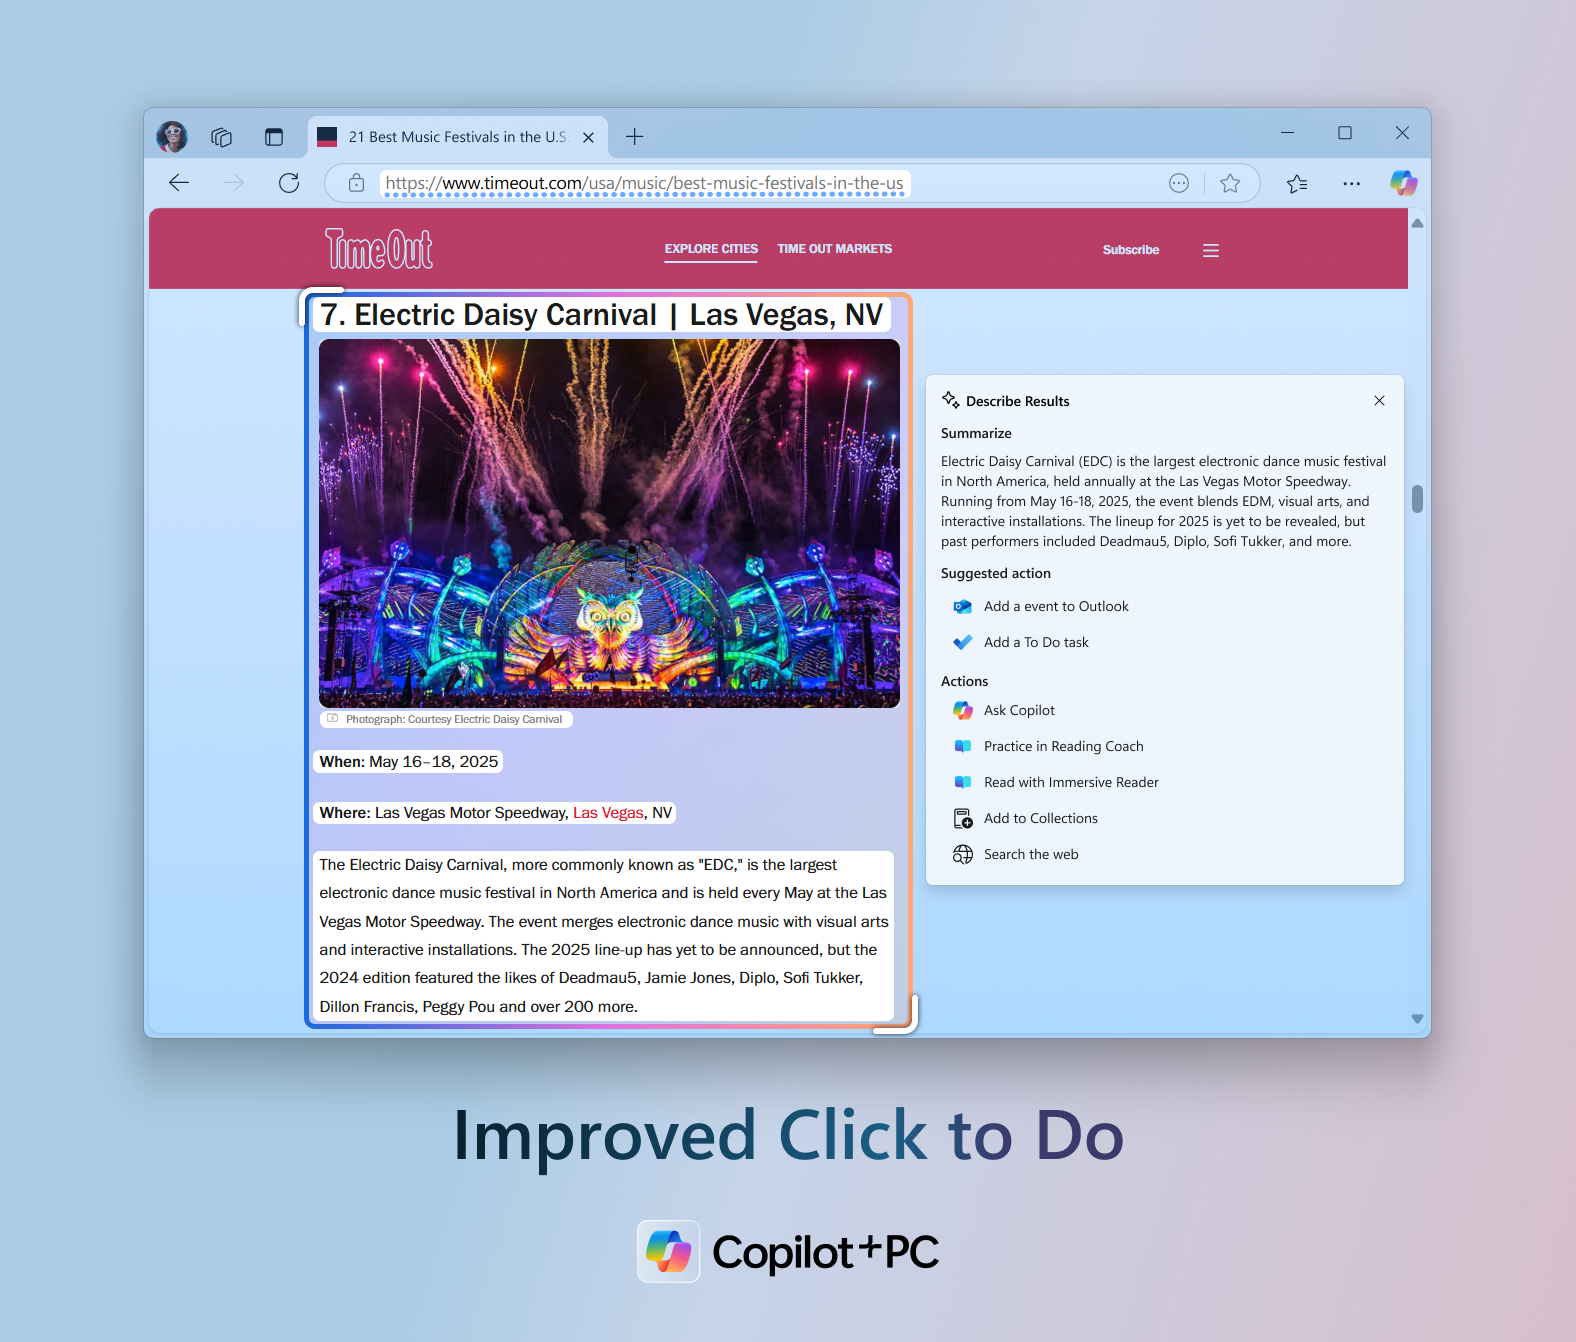 21 Best Music Festivals in the U.S.
https://www.timeout.com/usa/music/best-music-festivals-in-the-us
Time Out
EXPLORE CITIES
TIME OUT MARKETS
Subscribe
7. Electric Daisy Carnival | Las Vegas, NV
Photograph: Courtesy Electric Daisy Carnival
When: May 16–18, 2025
Where: Las Vegas Motor Speedway, Las Vegas, NV
The Electric Daisy Carnival, more commonly known as "EDC," is the largest
electronic dance music festival in North America and is held every May at the Las
Vegas Motor Speedway. The event merges electronic dance music with visual arts
and interactive installations. The 2025 line-up has yet to be announced, but the
2024 edition featured the likes of Deadmau5, Jamie Jones, Diplo, Sofi Tukker,
Dillon Francis, Peggy Pou and over 200 more.
Describe Results
Summarize
Electric Daisy Carnival (EDC) is the largest electronic dance music festival
in North America, held annually at the Las Vegas Motor Speedway.
Running from May 16-18, 2025, the event blends EDM, visual arts, and
interactive installations. The lineup for 2025 is yet to be revealed, but
past performers included Deadmau5, Diplo, Sofi Tukker, and more.
Suggested action
Add a event to Outlook
Add a To Do task
Actions
Ask Copilot
Practice in Reading Coach
Read with Immersive Reader
Add to Collections
Search the web
Improved Click to Do
Copilot+PC